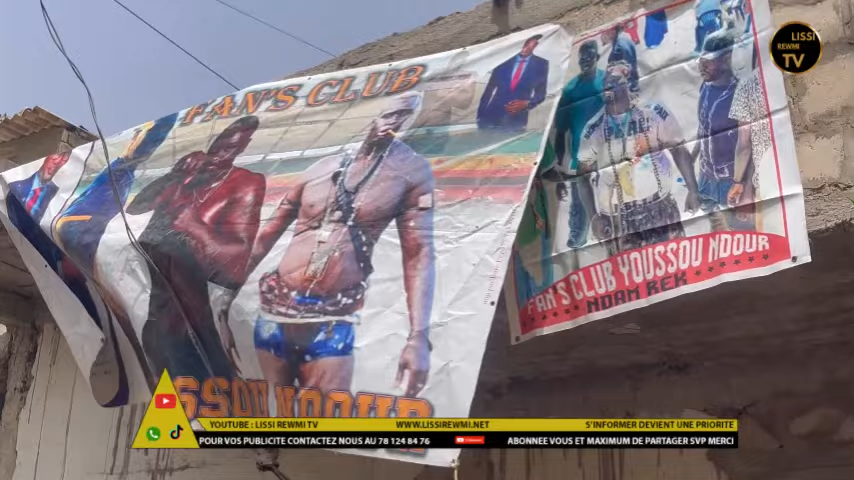 LISSI
REWMI
TV
FAN'S CLUB
FAN'S CLUB YOUSSOU NDOUR
NDAM REK
SSOU NDOUR
YOUTUBE : LISSI REWMI TV
WWW.LISSIREWMI.NET
S'INFORMER DEVIENT UNE PRIORITE
POUR VOS PUBLICITE CONTACTEZ NOUS AU 78 124 84 76
ABONNEE VOUS ET MAXIMUM DE PARTAGER SVP MERCI